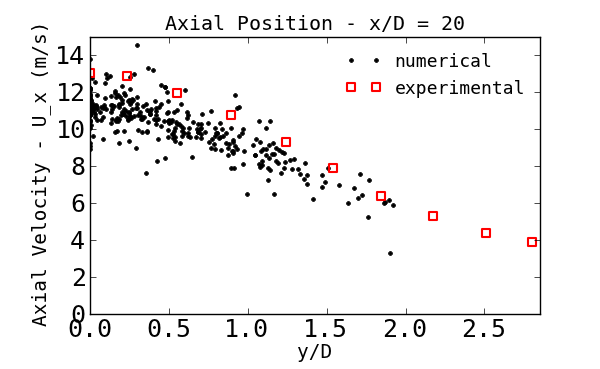 Axial Position - x/D = 20
Axial Velocity - U_x (m/s)
14
12
10
8
6
4
2
0
numerical
experimental
0.0 0.5 1.0 1.5 2.0 2.5
y/D